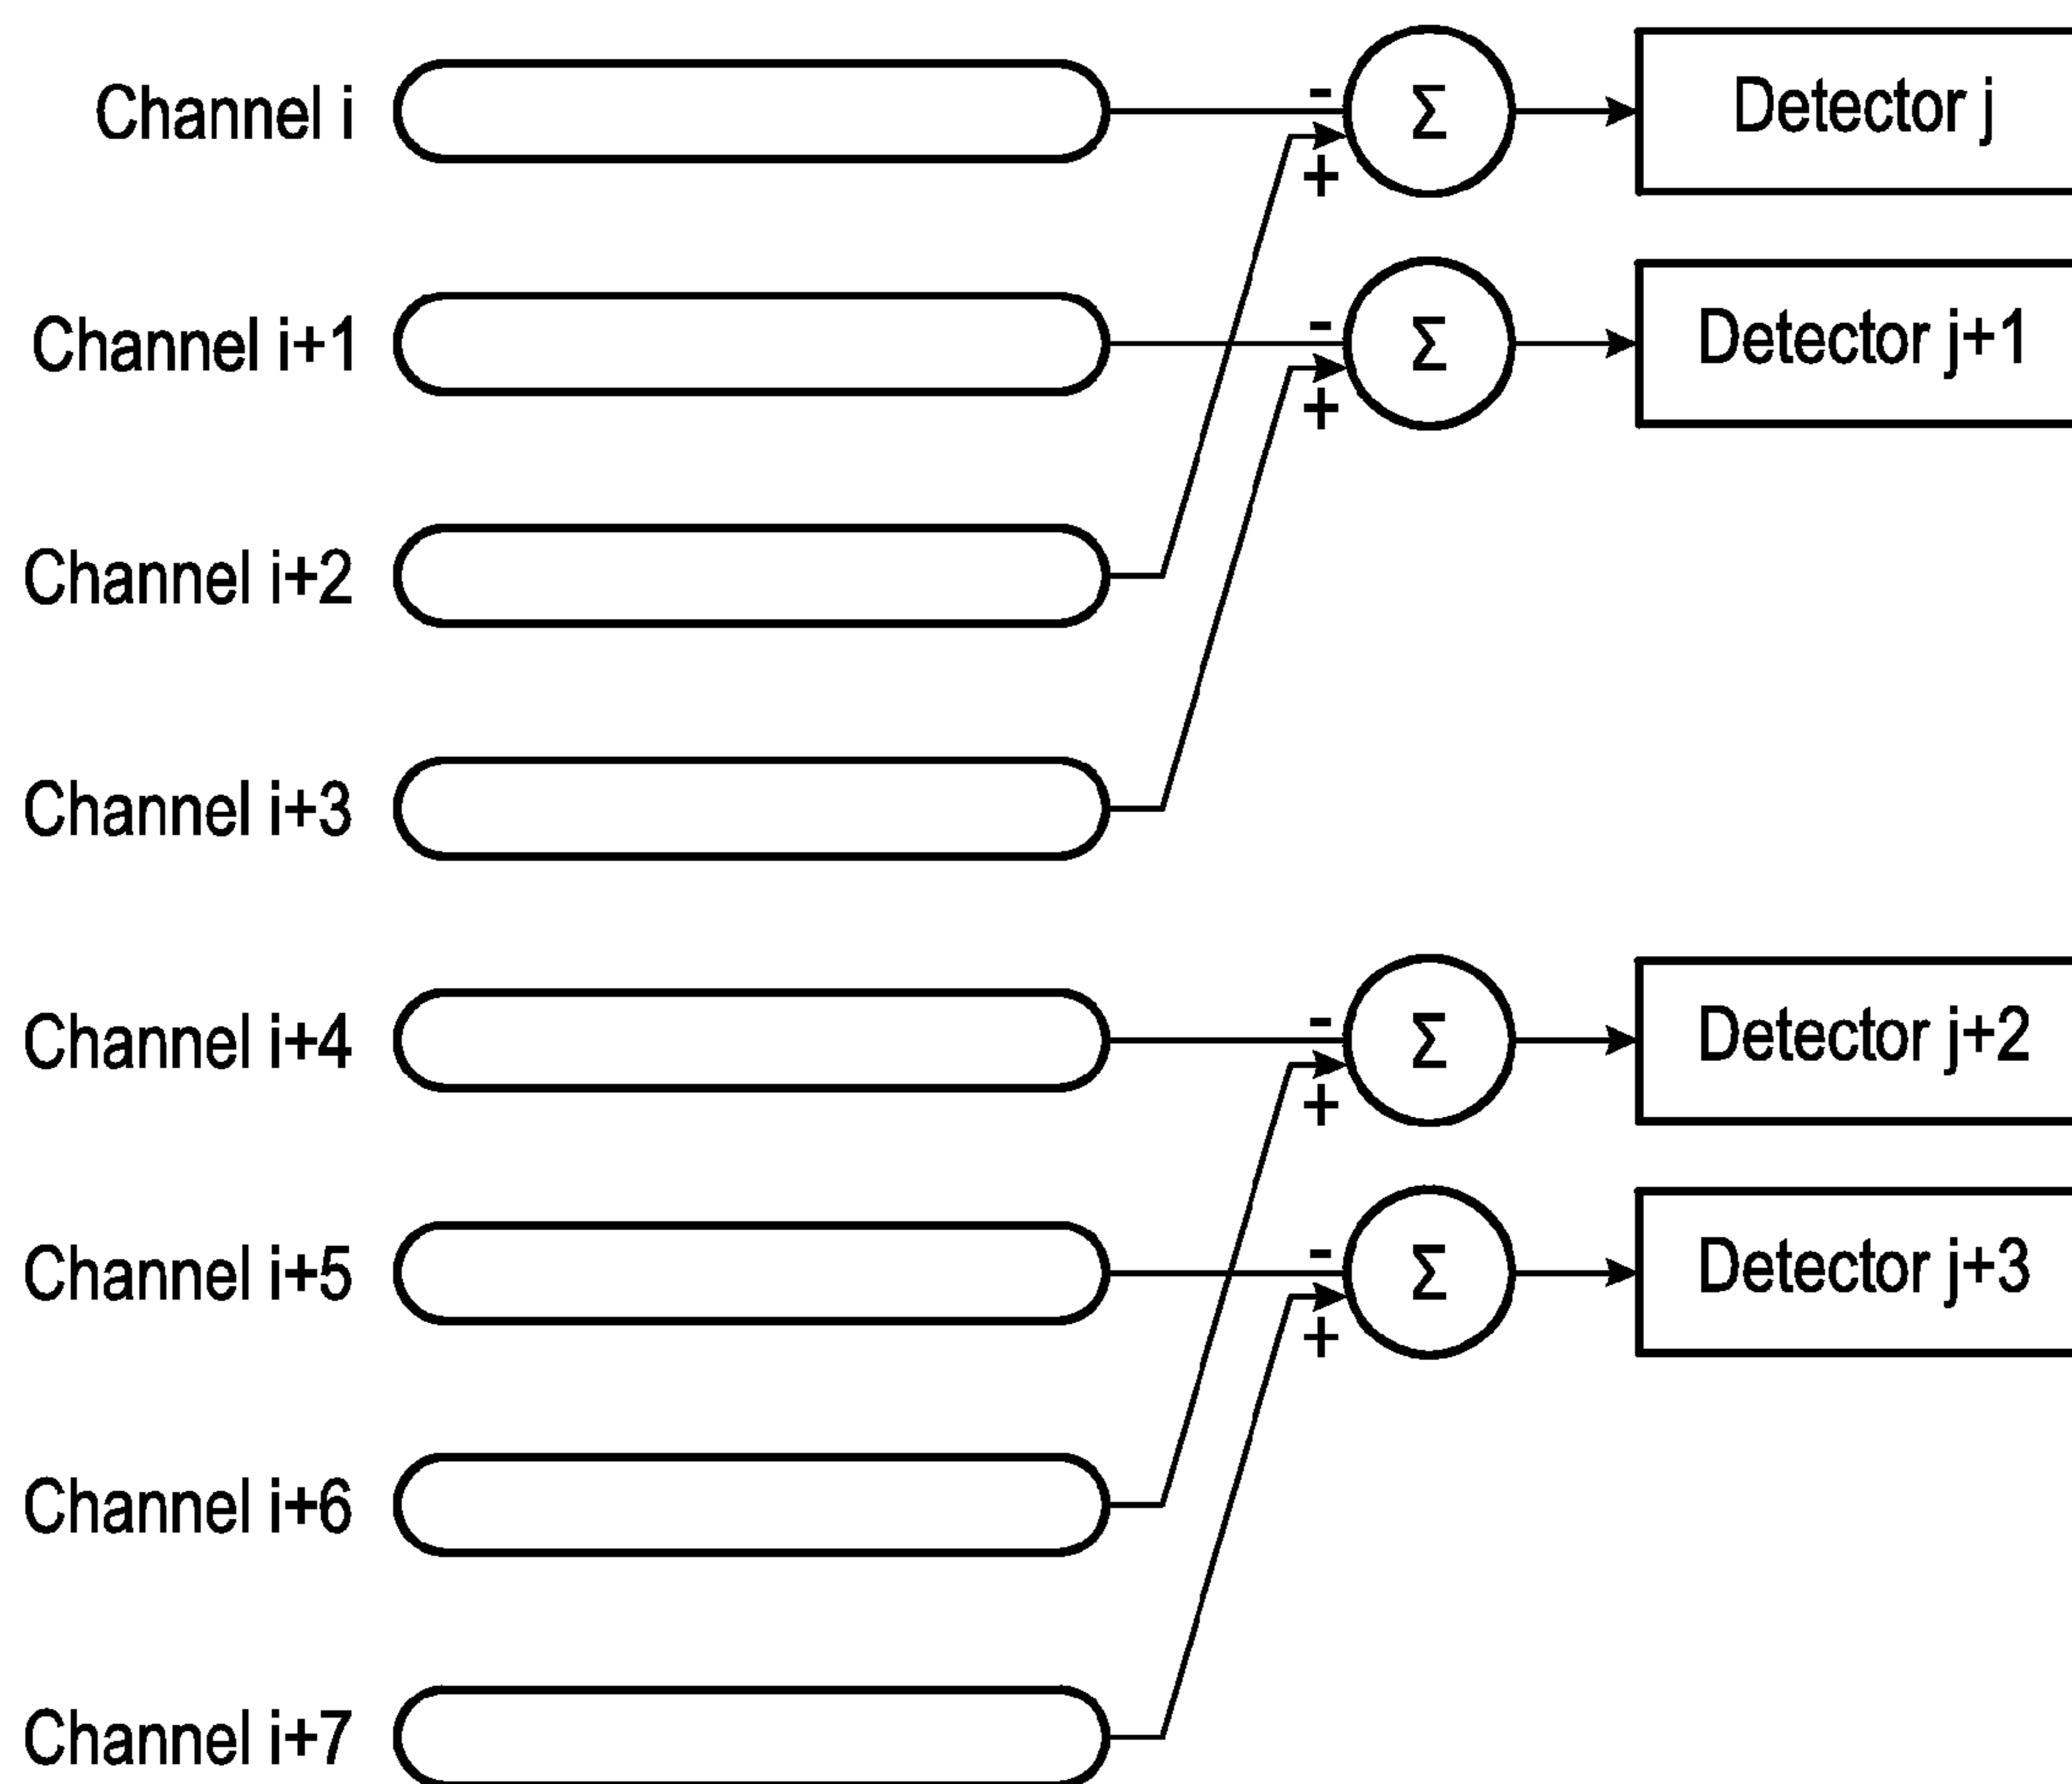 Channel i
-
+
Σ
Detector j
Channel i+1
-
+
Σ
Detector j+1
Channel i+2
Channel i+3
Channel i+4
-
+
Σ
Detector j+2
Channel i+5
-
+
Σ
Detector j+3
Channel i+6
Channel i+7